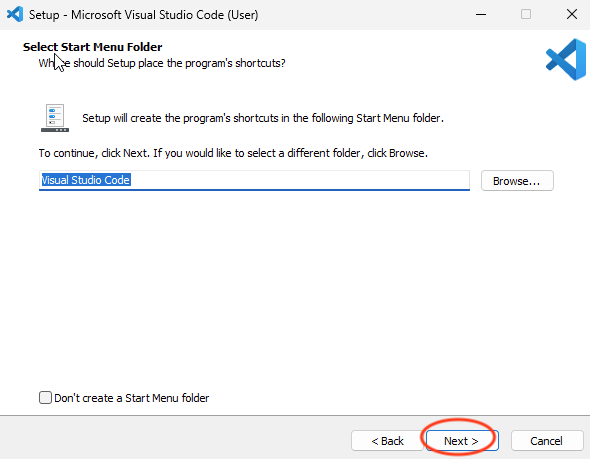 Setup - Microsoft Visual Studio Code (User)
Select Start Menu Folder
Where should Setup place the program's shortcuts?
Setup will create the program's shortcuts in the following Start Menu folder.
To continue, click Next. If you would like to select a different folder, click Browse.
Visual Studio Code
Browse...
Don't create a Start Menu folder
< Back
Next >
Cancel